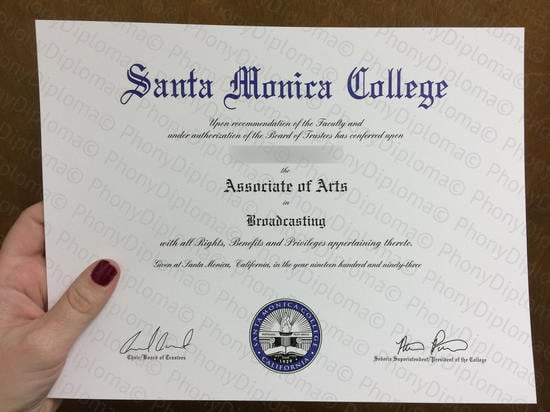 Santa Monica College
Upon recommendation of the Faculty and
under authorization of the Board of Trustees has conferred upon
the
Associate of Arts
in
Broadcasting
with all Rights, Benefits and Privileges appertaining thereto.
Given at Santa Monica, California, in the year nineteen hundred and ninety-three
SANTA MONICA COLLEGE
1929
CALIFORNIA
Chair/Board of Trustees
Superintendent/President of the College
PhonyDiploma©